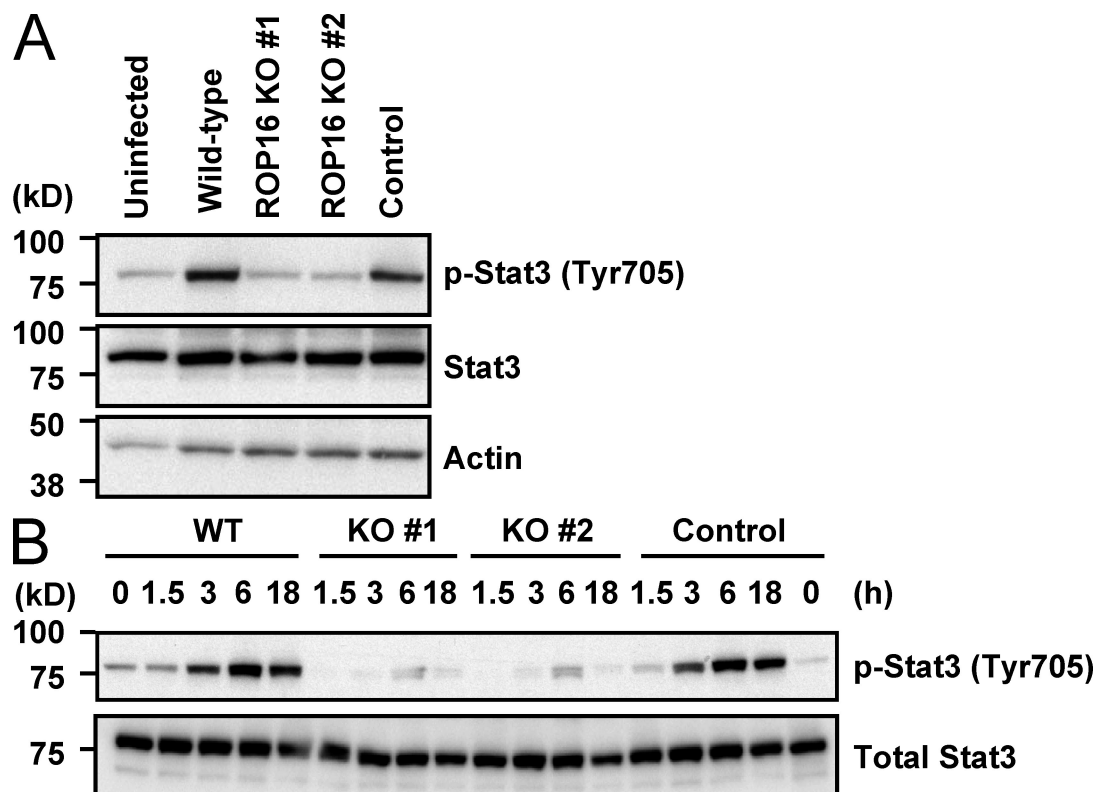 A
Uninfected
Wild-type
ROP16 KO #1
ROP16 KO #2
Control
(kD)
100
75
p-Stat3 (Tyr705)
100
75
Stat3
50
38
Actin
B
WT KO #1 KO #2 Control
(kD) 0 1.5 3 6 18 1.5 3 6 18 1.5 3 6 18 1.5 3 6 18 0 (h)
100
75
p-Stat3 (Tyr705)
75
Total Stat3